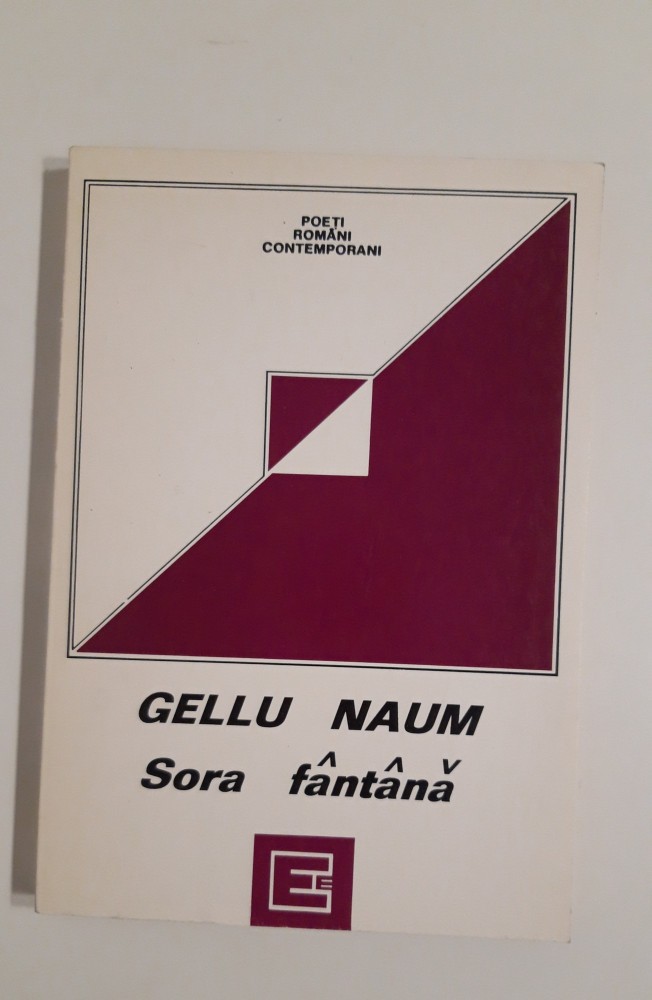 POEȚI
ROMÂNI
CONTEMPORANI
GELLU NAUM
Sora fântână
E